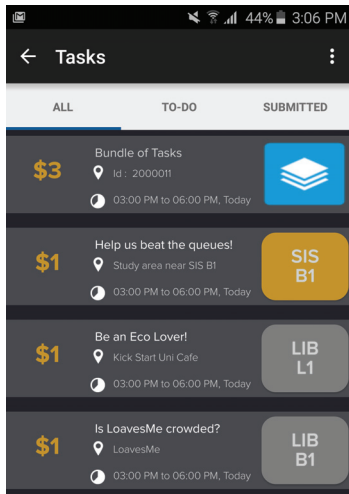 44% 3:06 PM
Tasks
ALL TO-DO SUBMITTED
Bundle of Tasks
$3
Id : 2000011
03:00 PM to 06:00 PM, Today
Help us beat the queues!
$1
Study area near SIS B1
SIS
B1
03:00 PM to 06:00 PM, Today
Be an Eco Lover!
$1
Kick Start Uni Cafe
LIB
L1
03:00 PM to 06:00 PM, Today
Is LoavesMe crowded?
$1
LoavesMe
LIB
B1
03:00 PM to 06:00 PM, Today